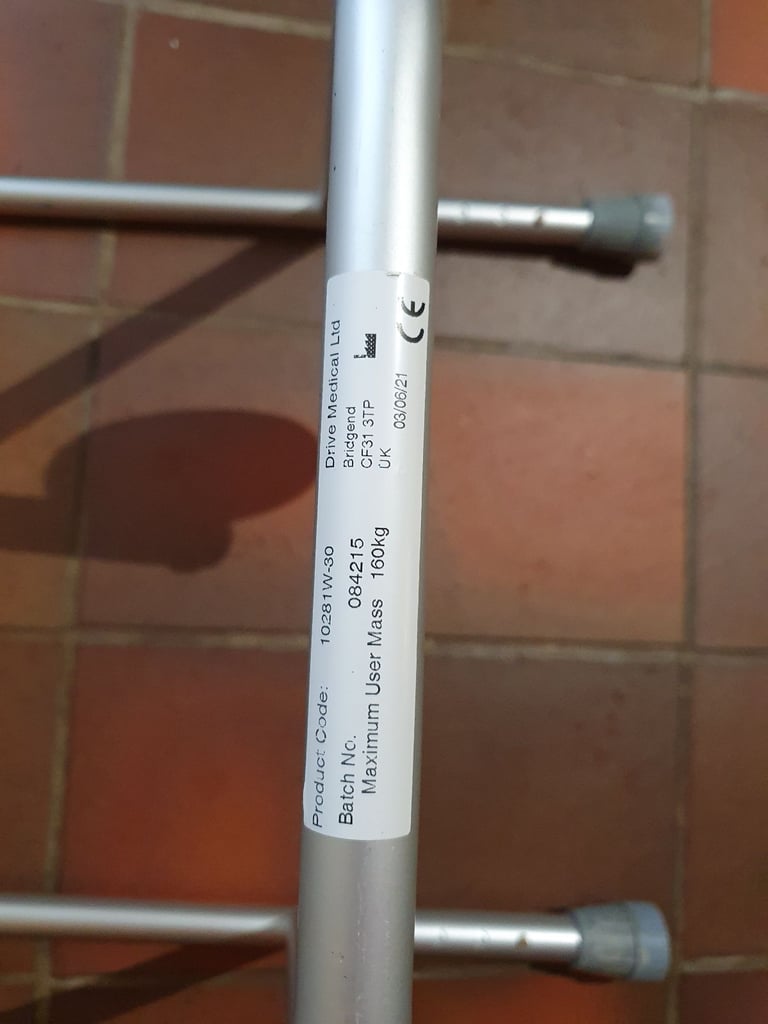 Product Code: 10281W-30
Batch No. 084215
Maximum User Mass 160kg
Drive Medical Ltd
Bridgend
CF31 3TP
UK
03/06/21
CE